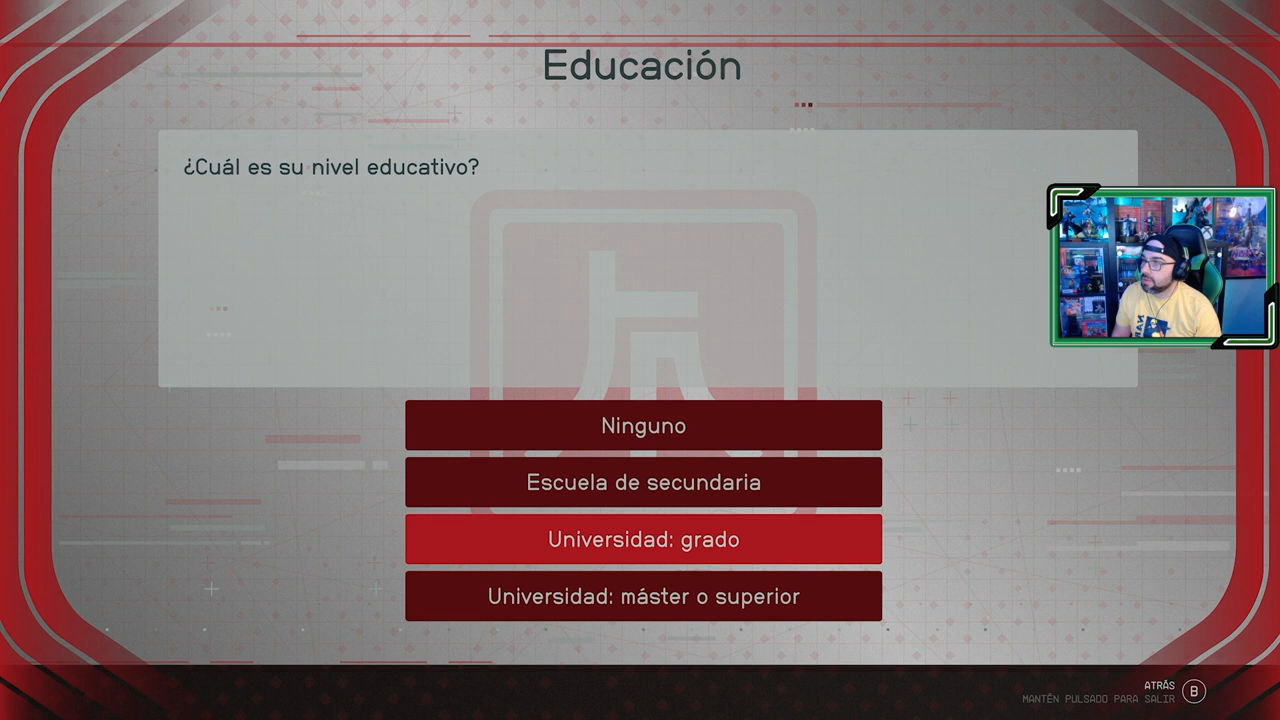 Educación
¿Cuál es su nivel educativo?
Ninguno
Escuela de secundaria
Universidad: grado
Universidad: máster o superior
ATRÁS
MANTÉN PULSADO PARA SALIR
B